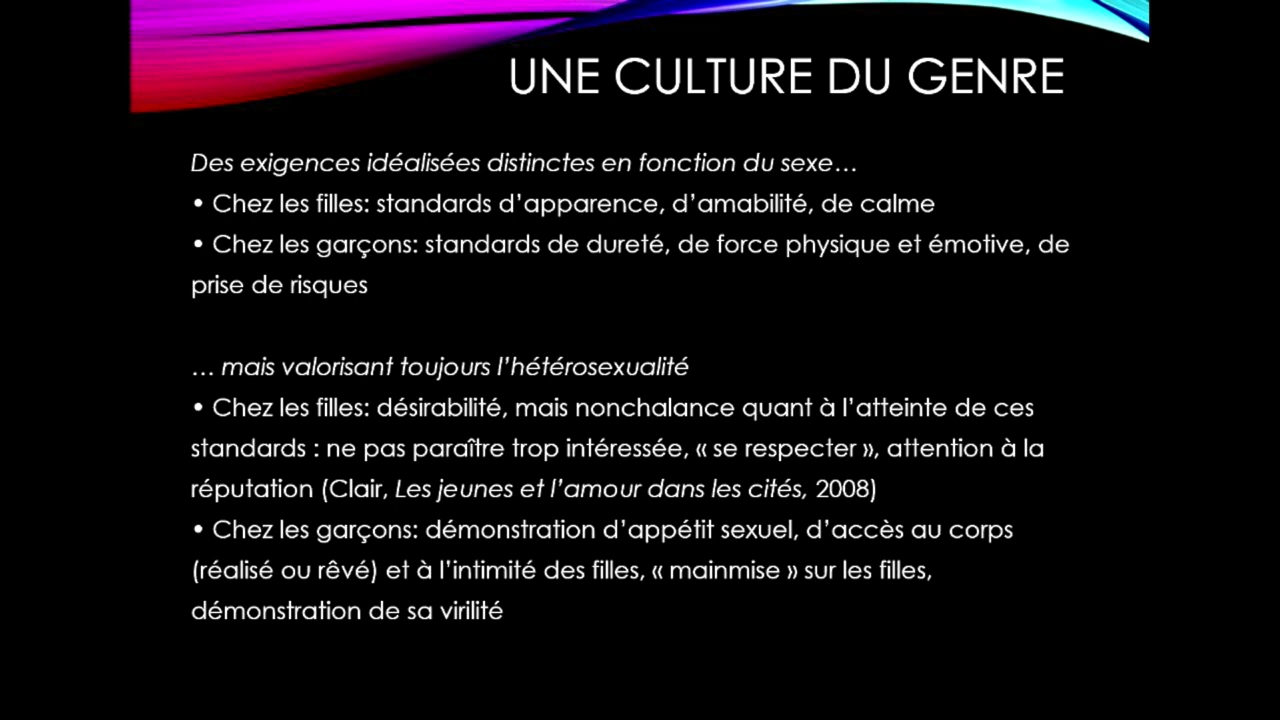 UNE CULTURE DU GENRE
Des exigences idéalisées distinctes en fonction du sexe…
• Chez les filles: standards d’apparence, d’amabilité, de calme
• Chez les garçons: standards de dureté, de force physique et émotive, de
prise de risques
… mais valorisant toujours l’hétérosexualité
• Chez les filles: désirabilité, mais nonchalance quant à l’atteinte de ces
standards : ne pas paraître trop intéressée, « se respecter », attention à la
réputation (Clair, Les jeunes et l’amour dans les cités, 2008)
• Chez les garçons: démonstration d’appétit sexuel, d’accès au corps
(réalisé ou rêvé) et à l’intimité des filles, « mainmise » sur les filles,
démonstration de sa virilité